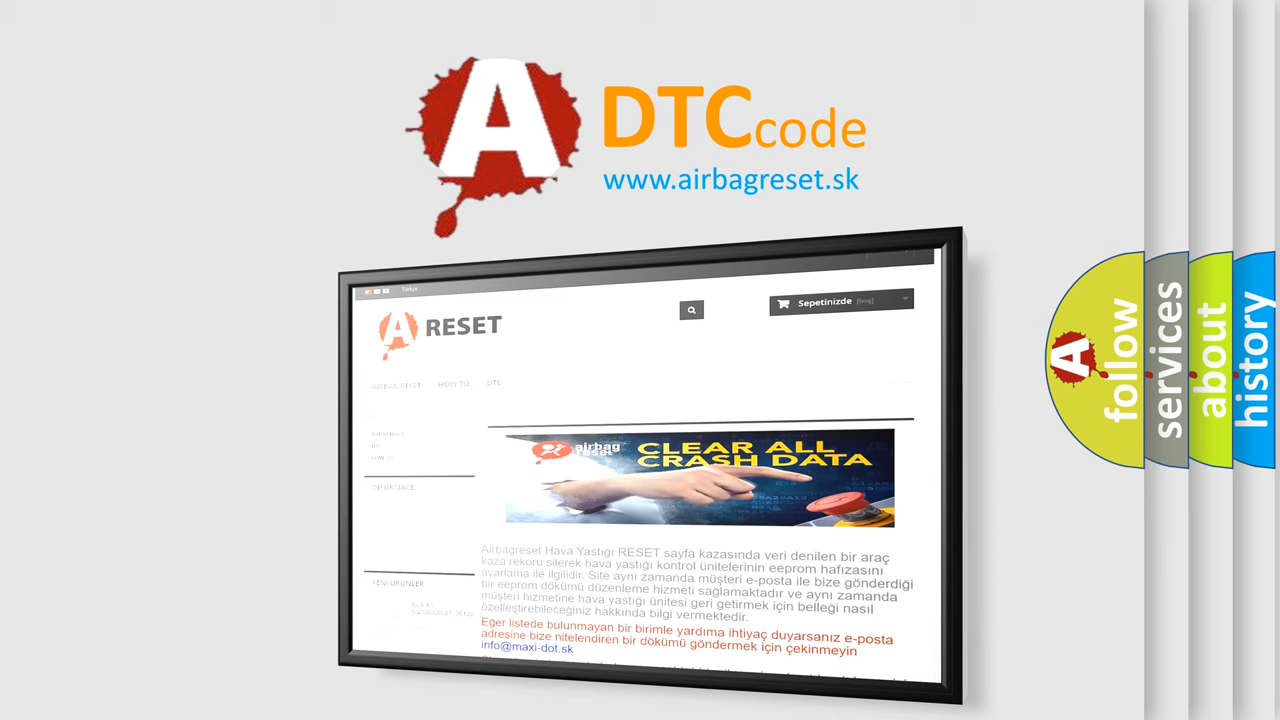 A DTCcode
www.airbagreset.sk
Türkçe
A RESET
Sepetinizde [boş]
AIRBAG RESET HOW TO DTC
INFORMACE
YENI URUNLER
airbag
reset
CLEAR ALL
CRASH DATA
Airbagreset Hava Yastığı RESET sayfa kazasında veri denilen bir araç
kaza rekoru silerek hava yastığı kontrol ünitelerinin eeprom hafızasını
ayarlama ile ilgilidir. Site aynı zamanda müşteri e-posta ile bize gönderdiği
bir eeprom dökümü düzenleme hizmeti sağlamaktadır ve aynı zamanda
müşteri hizmetine hava yastığı ünitesi geri getirmek için belleği nasıl
özelleştirebileceğiniz hakkında bilgi vermektedir.
Eger listede bulunmayan bir birimle yardıma ihtiyaç duyarsanız e-posta
adresine bize nitelendiren bir dökümü göndermek için çekinmeyin
info@maxi-dot.sk
A follow
services
about
history